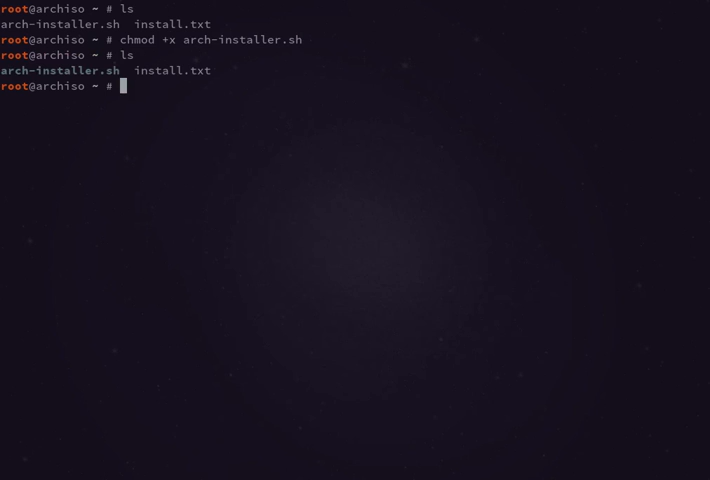 root@archiso ~ # ls
arch-installer.sh  install.txt
root@archiso ~ # chmod +x arch-installer.sh
root@archiso ~ # ls
arch-installer.sh  install.txt
root@archiso ~ #